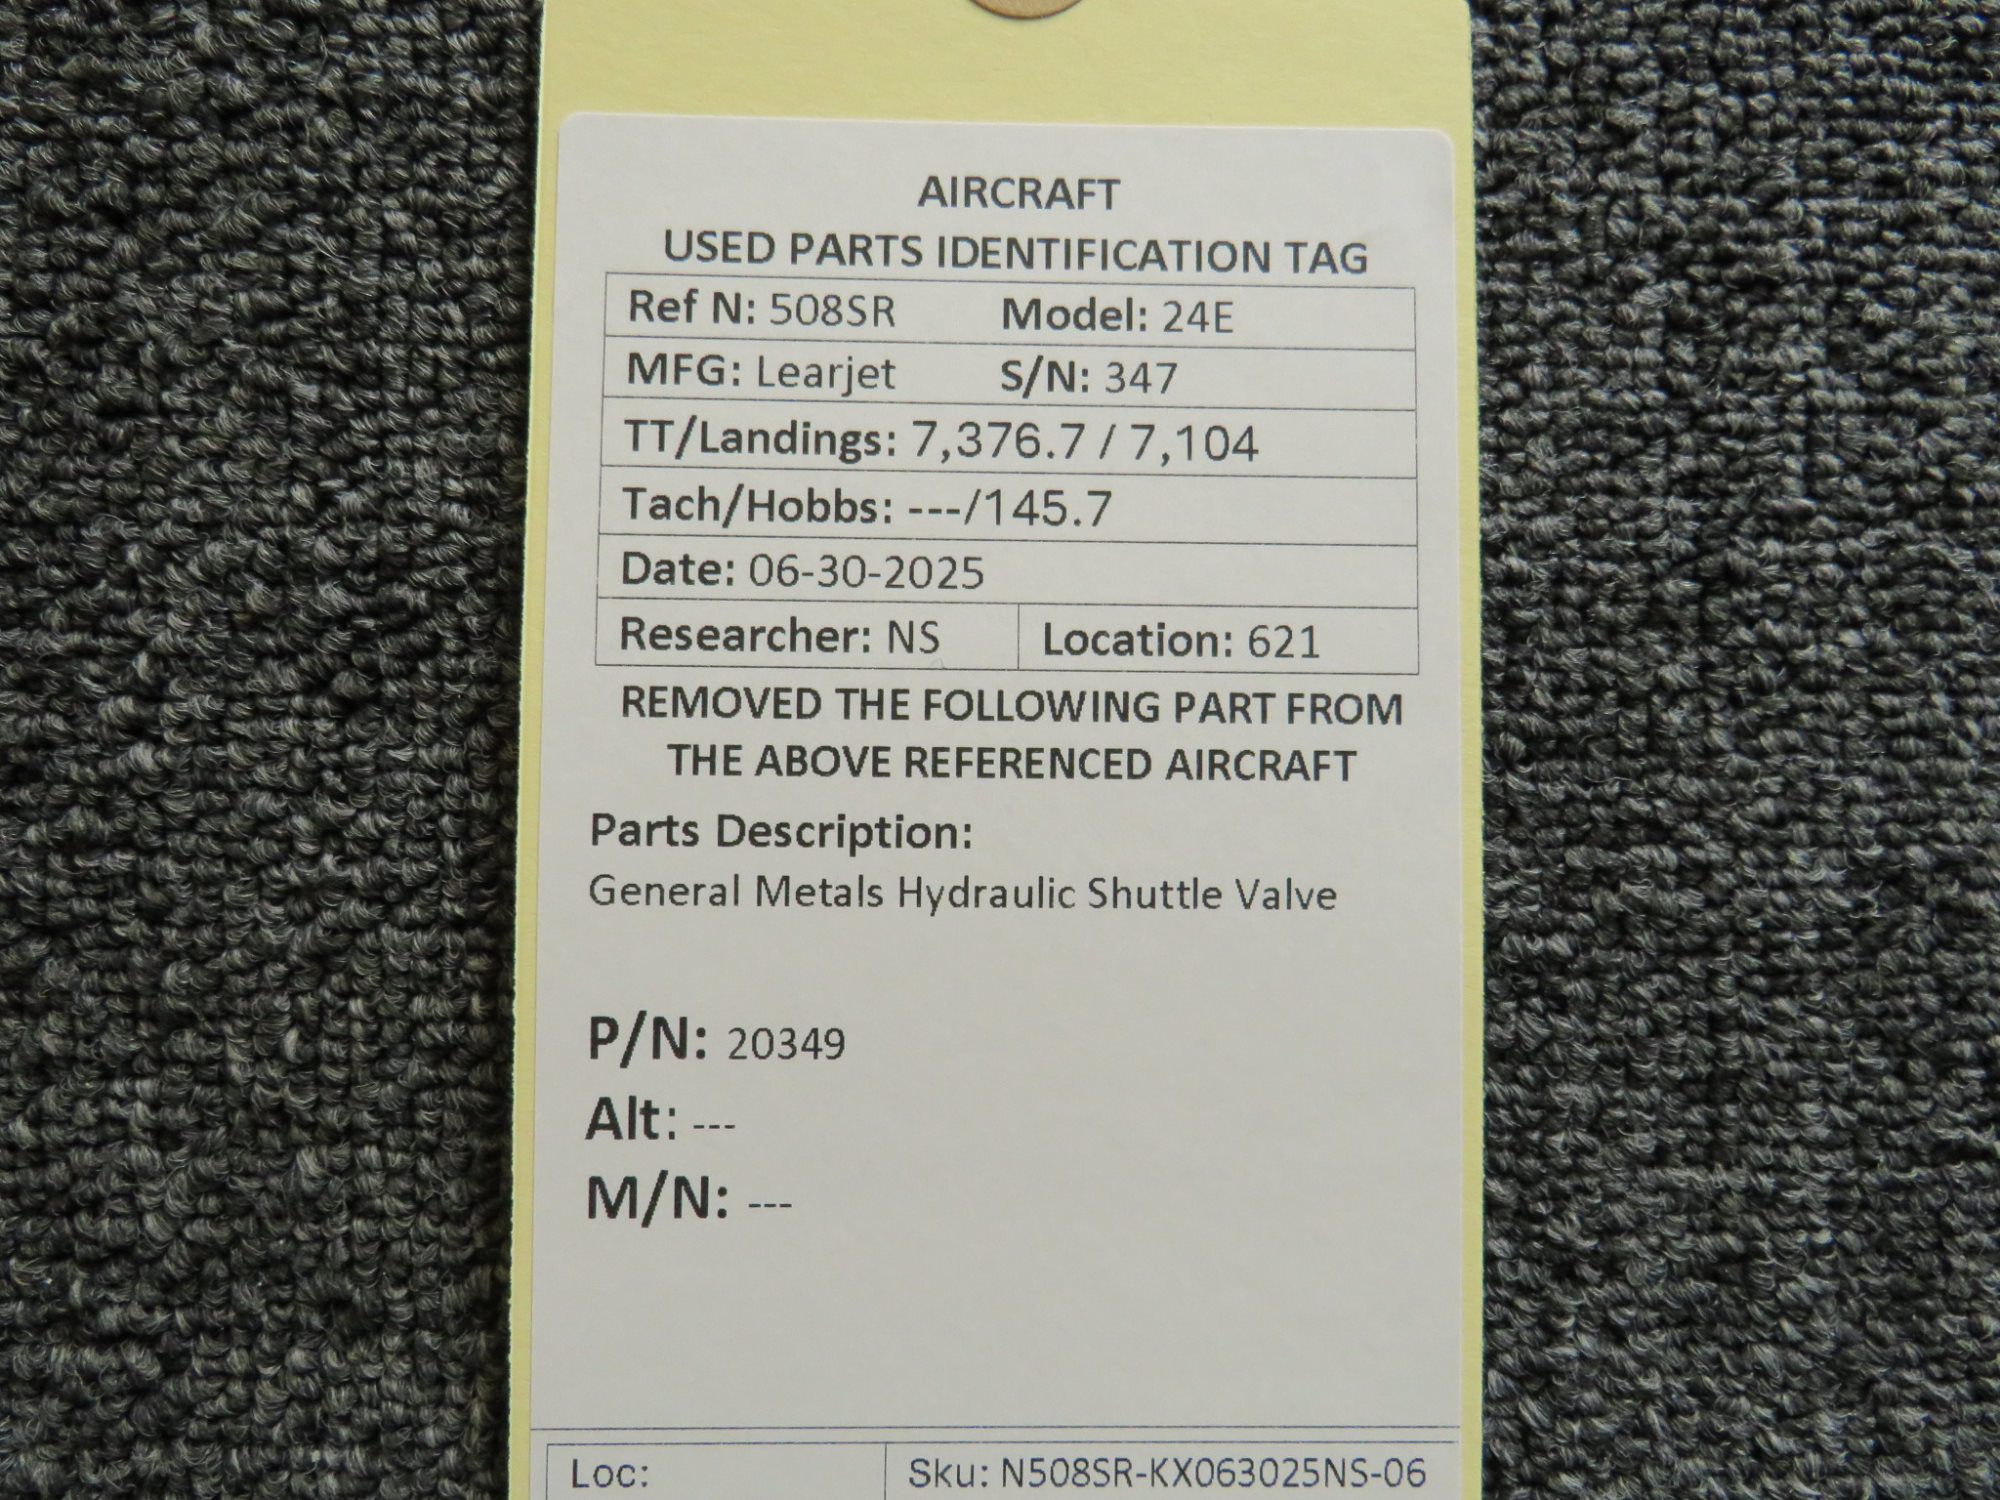 AIRCRAFT
USED PARTS IDENTIFICATION TAG
Ref N: 508SR Model: 24E
MFG: Learjet S/N: 347
TT/Landings: 7,376.7 / 7,104
Tach/Hobbs: ---/145.7
Date: 06-30-2025
Researcher: NS Location: 621
REMOVED THE FOLLOWING PART FROM
THE ABOVE REFERENCED AIRCRAFT
Parts Description:
General Metals Hydraulic Shuttle Valve
P/N: 20349
Alt: ---
M/N: ---
Loc: Sku: N508SR-KX063025NS-06